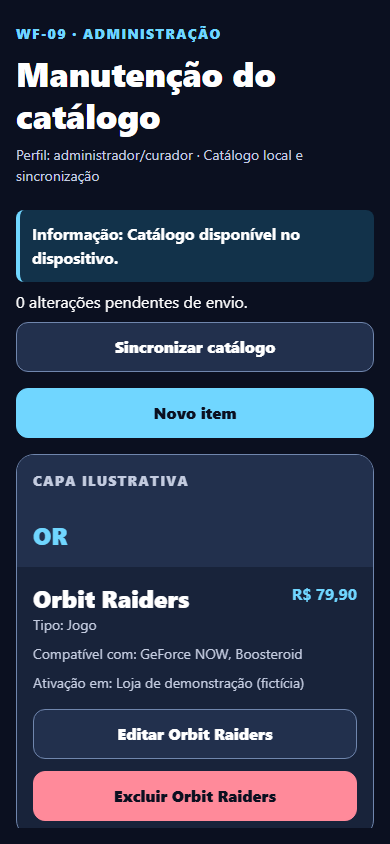 WF-09 · ADMINISTRAÇÃO
Manutenção do
catálogo
Perfil: administrador/curador · Catálogo local e
sincronização
Informação: Catálogo disponível no
dispositivo.
0 alterações pendentes de envio.
Sincronizar catálogo
Novo item
CAPA ILUSTRATIVA
OR
Orbit Raiders
R$ 79,90
Tipo: Jogo
Compatível com: GeForce NOW, Boosteroid
Ativação em: Loja de demonstração (fictícia)
Editar Orbit Raiders
Excluir Orbit Raiders